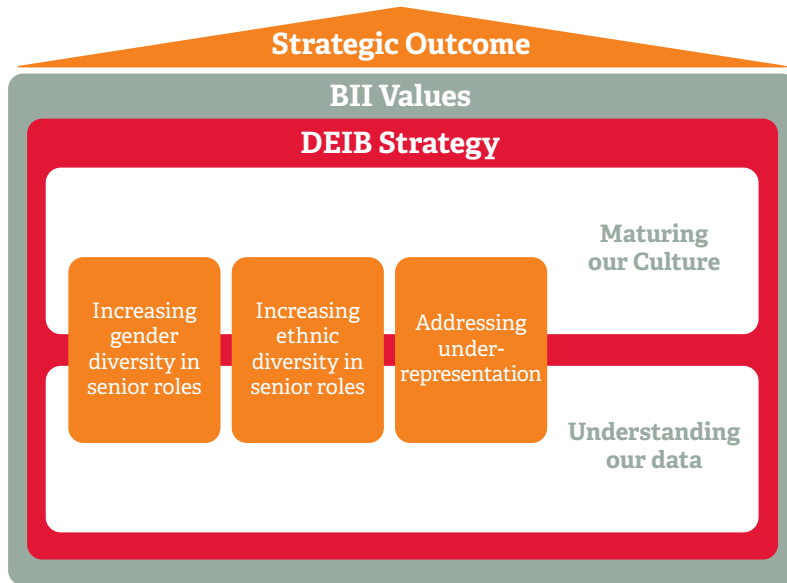 Strategic Outcome
BII Values
DEIB Strategy
Maturing
our Culture
Increasing
gender
diversity in
senior roles
Increasing
ethnic
diversity in
senior roles
Addressing
under-
representation
Understanding
our data